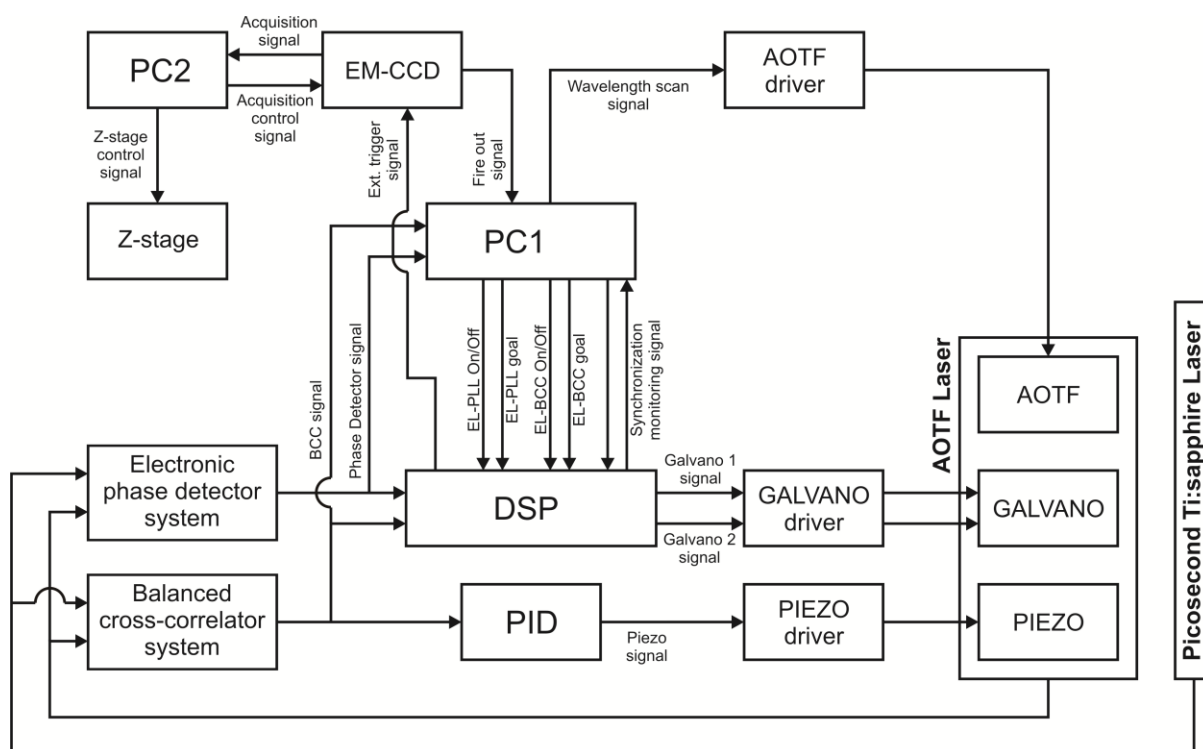 Acquisition
signal
PC2
EM-CCD
AOTF
driver
Wavelength scan
signal
Acquisition
control
signal
Z-stage
control
signal
Ext. trigger
signal
Fire out
signal
Z-stage
PC1
BCC signal
Phase Detector signal
EL-PLL On/Off
EL-PLL goal
EL-BCC On/Off
EL-BCC goal
Synchronization
monitoring signal
AOTF Laser
AOTF
Picosecond Ti:sapphire Laser
Electronic
phase detector
system
DSP
Galvano 1
signal
Galvano 2
signal
GALVANO
driver
GALVANO
Balanced
cross-correlator
system
PID
Piezo
signal
PIEZO
driver
PIEZO